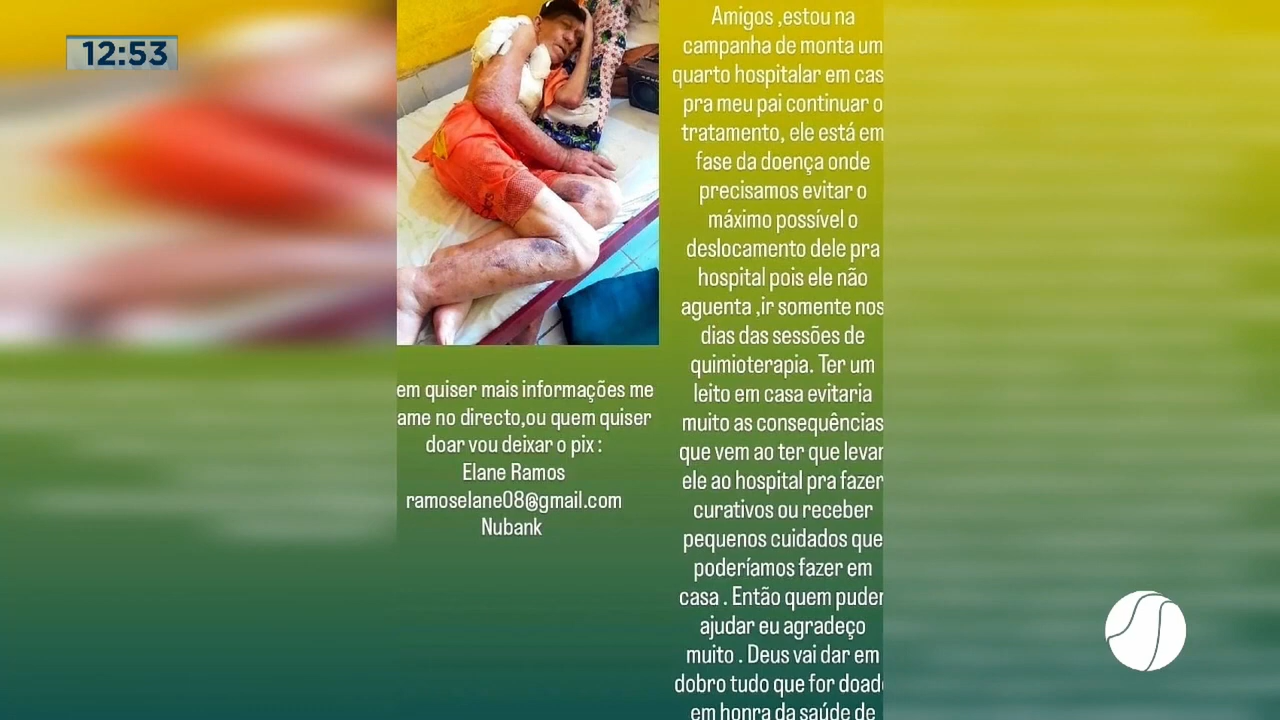 12:53
em quiser mais informações me
ame no directo,ou quem quiser
doar vou deixar o pix :
Elane Ramos
ramoselane08@gmail.com
Nubank
Amigos ,estou na
campanha de monta um
quarto hospitalar em cas
pra meu pai continuar o
tratamento, ele está em
fase da doença onde
precisamos evitar o
máximo possível o
deslocamento dele pra
hospital pois ele não
aguenta ,ir somente nos
dias das sessões de
quimioterapia. Ter um
leito em casa evitaria
muito as consequências
que vem ao ter que levar
ele ao hospital pra fazer
curativos ou receber
pequenos cuidados que
poderíamos fazer em
casa . Então quem puder
ajudar eu agradeço
muito . Deus vai dar em
dobro tudo que for doad
em honra da saúde de